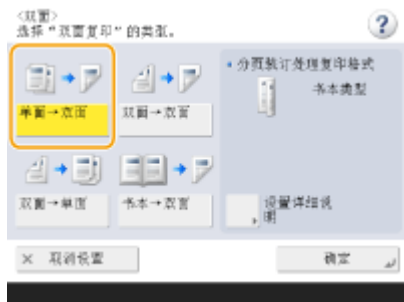 <双面>
选择“双面复印”的类型。
?
单面→双面
双面→双面
• 分页装订处理复印格式
书本类型
双面→单面
书本→双面
设置详细说
明
× 取消设置
确定